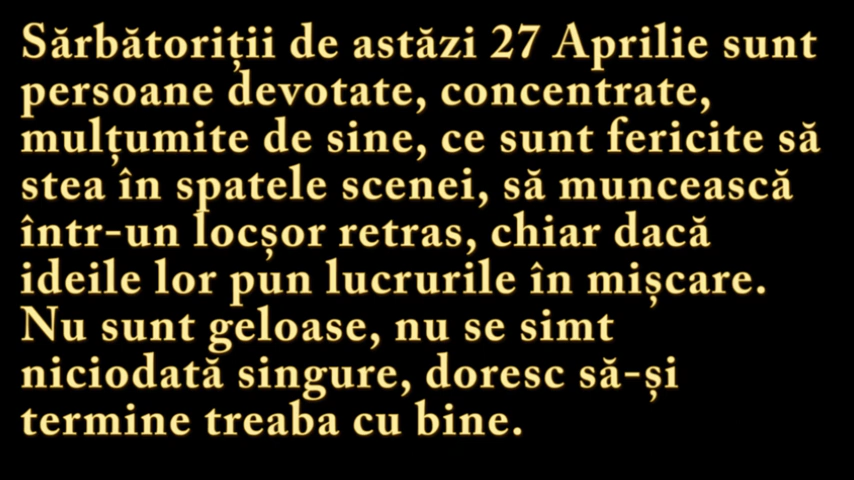 Sărbătoriții de astăzi 27 Aprilie sunt
persoane devotate, concentrate,
mulțumite de sine, ce sunt fericite să
stea în spatele scenei, să muncească
într-un locșor retras, chiar dacă
ideile lor pun lucrurile în mișcare.
Nu sunt geloase, nu se simt
niciodată singure, doresc să-și
termine treaba cu bine.